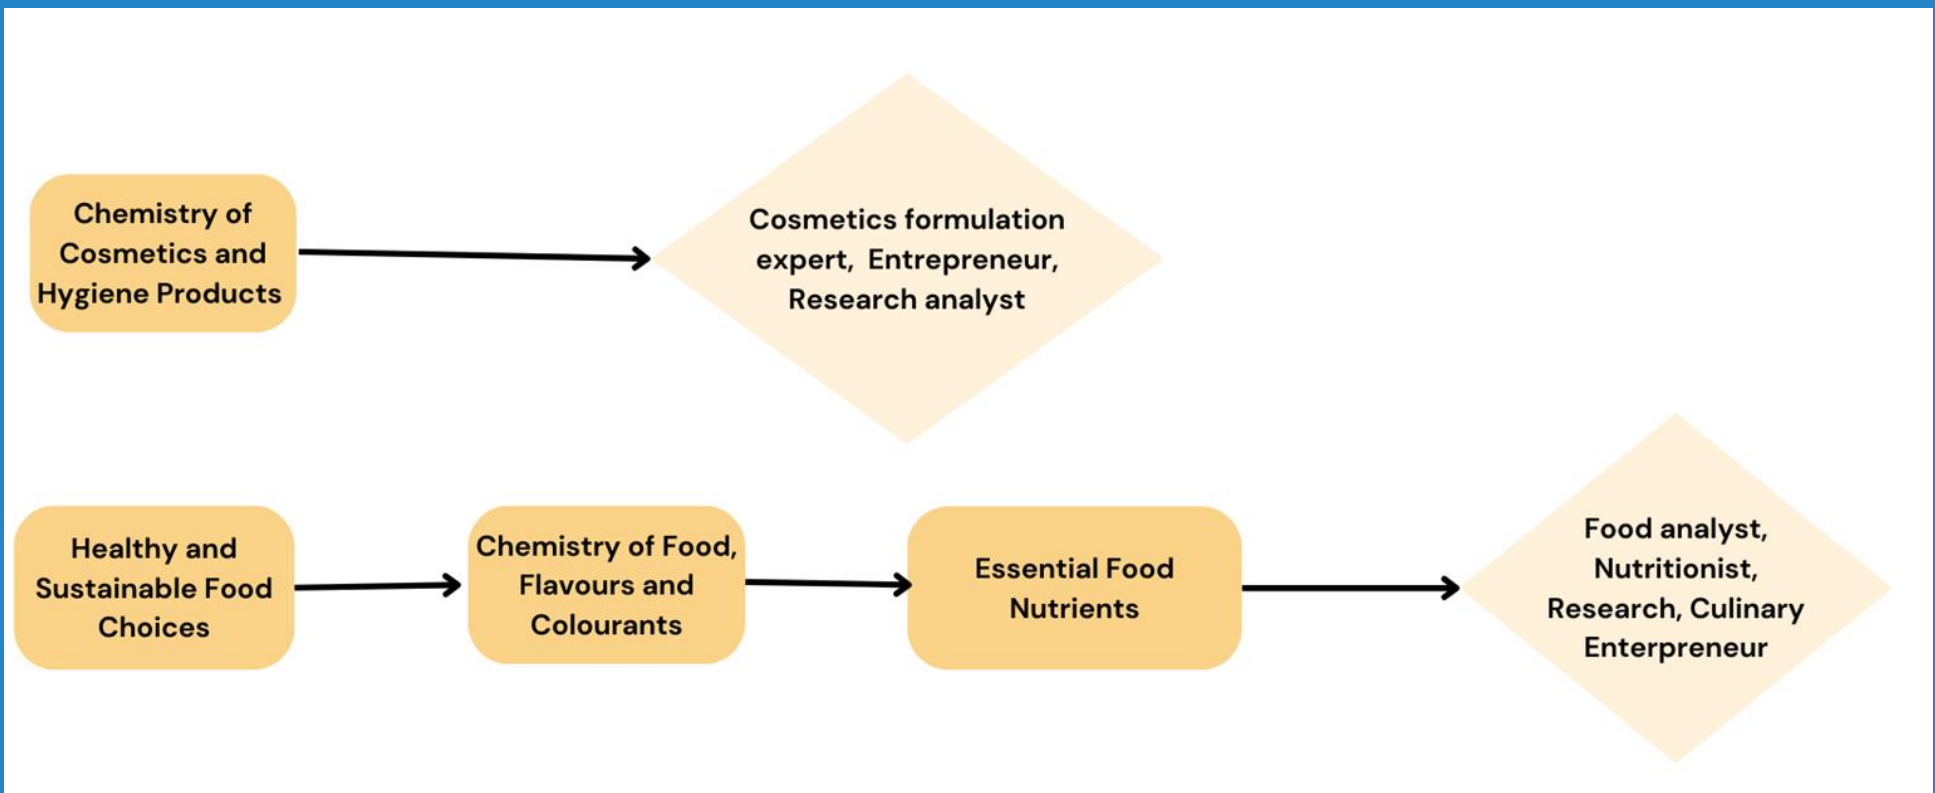 Chemistry of
Cosmetics and
Hygiene Products
Cosmetics formulation
expert,  Entrepreneur,
Research analyst
Healthy and
Sustainable Food
Choices
Chemistry of Food,
Flavours and
Colourants
Essential Food
Nutrients
Food analyst,
Nutritionist,
Research, Culinary
Enterpreneur